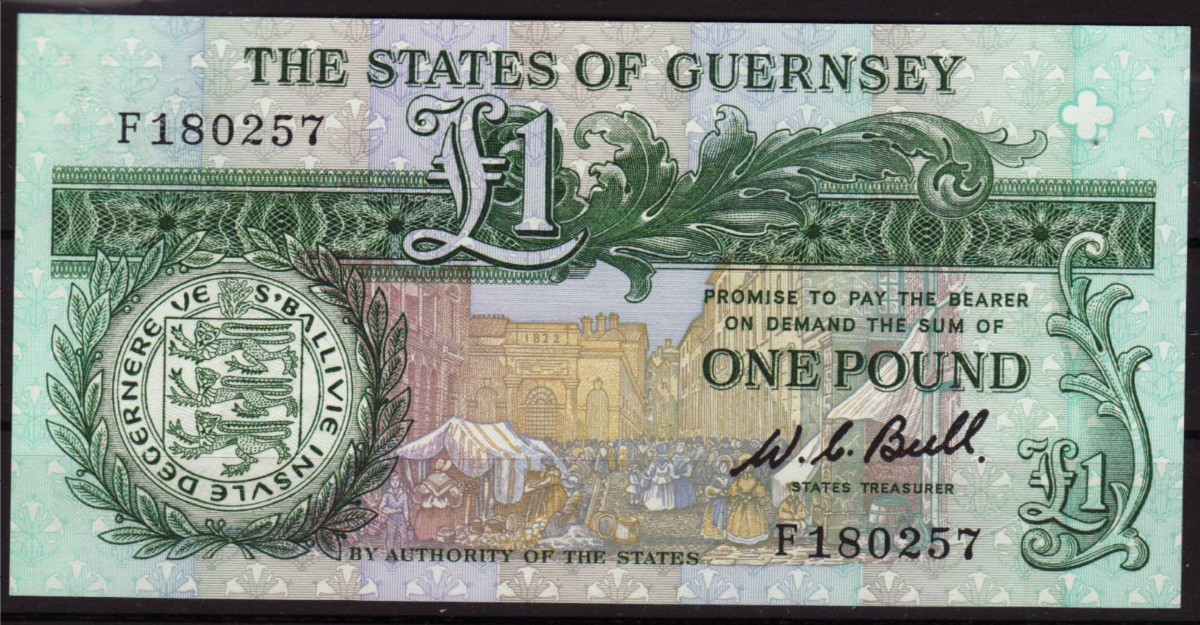 THE STATES OF GUERNSEY
F180257
£1
PROMISE TO PAY THE BEARER
ON DEMAND THE SUM OF
ONE POUND
W. C. Bull.
STATES TREASURER
£1
F180257
BY AUTHORITY OF THE STATES
1822
S'BALLIVIE INSVLE DEGERNERE VE